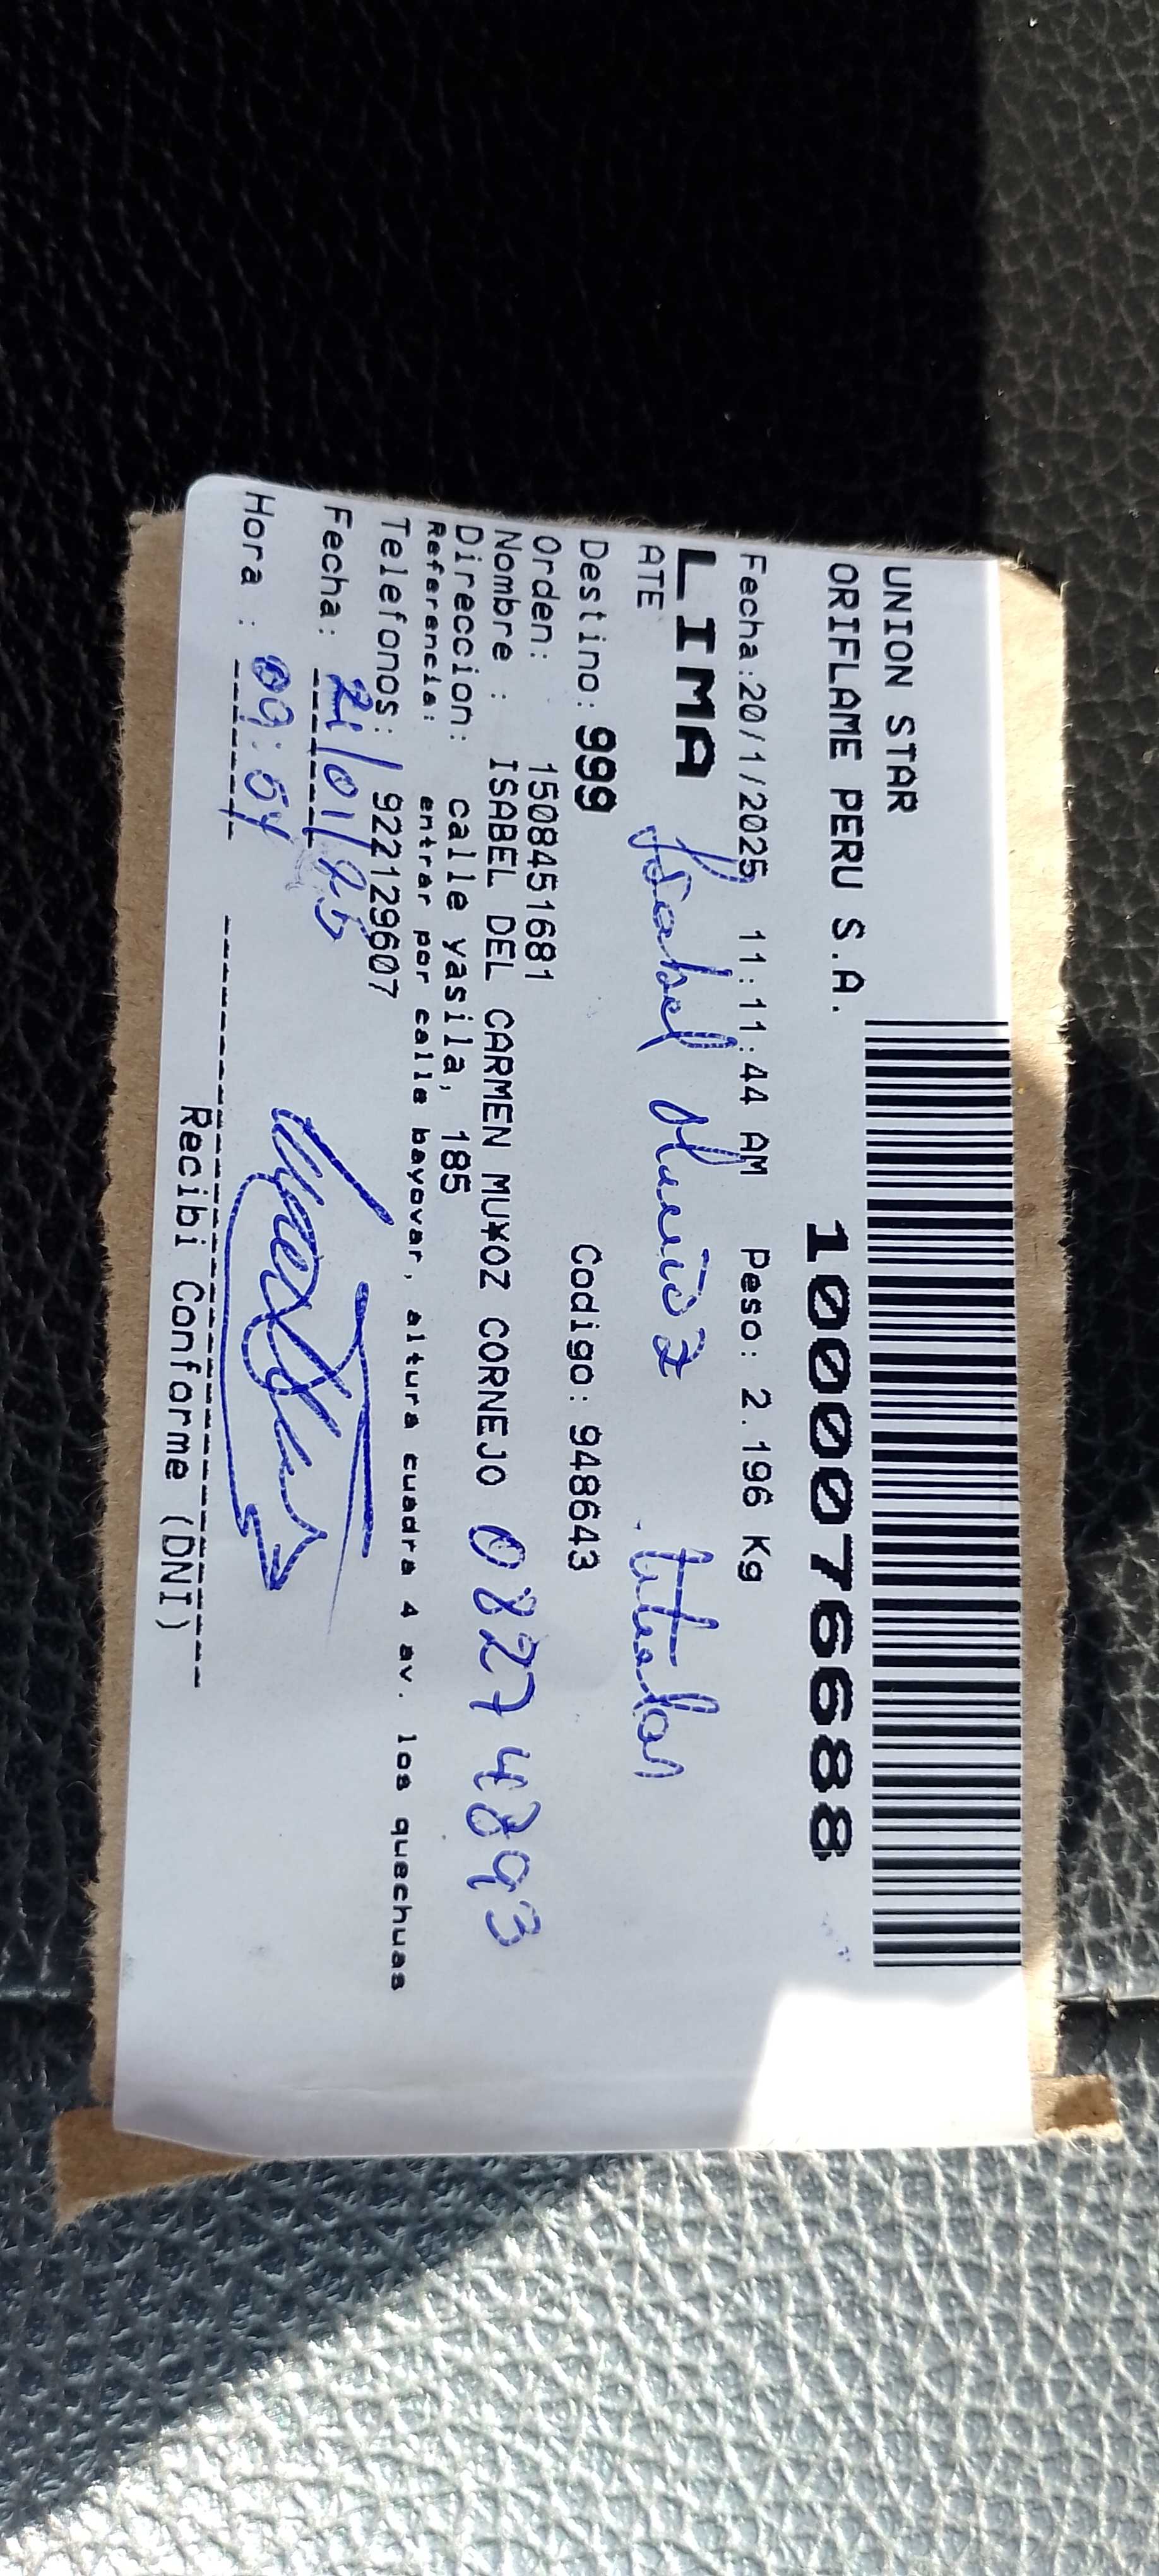 UNION STAR
ORIFLAME PERU S.A.
1000076688
Fecha:20/1/2025 11:11:44 AM Peso: 2.196 Kg
LIMA
ATE
Isabel Muñoz titular
Destino: 999 Codigo: 948643
Orden: 1508451681
Nombre : ISABEL DEL CARMEN MU¥OZ CORNEJO 08274893
Direccion: calle yasila, 185
Referencia: entrar por calle bayovar, altura cuadra 4 av. los quechuas
Telefonos: 922129607
Fecha: 21/01/25
Hora :
Recibi Conforme (DNI)